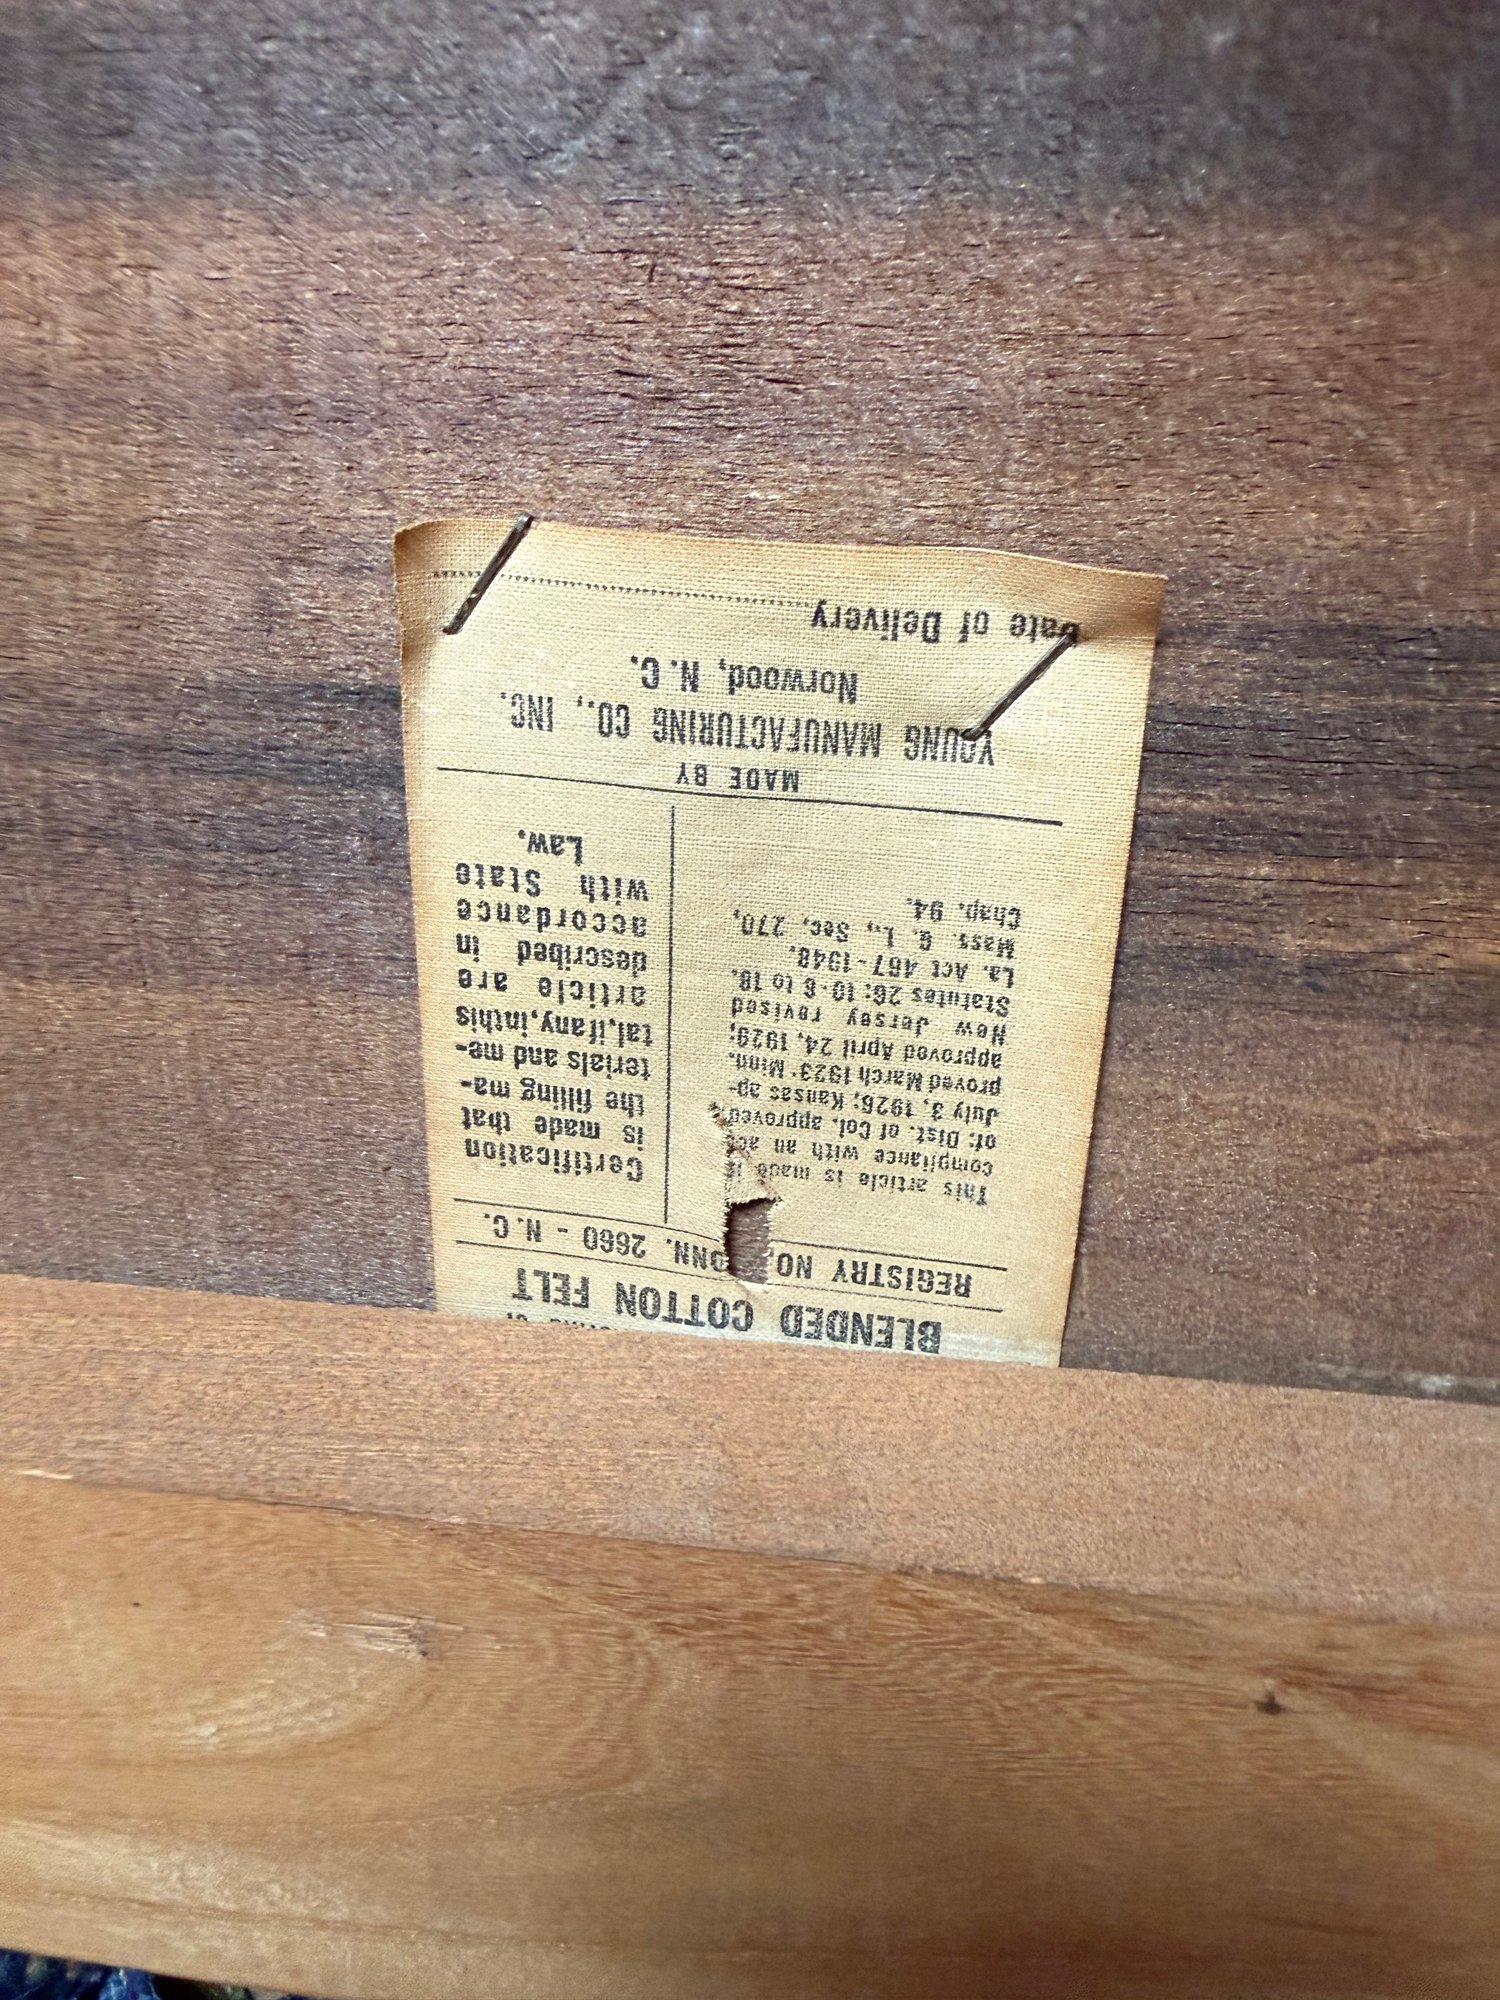 BLENDED COTTON FELT
REGISTRY NO. CONN. 2660 - N. C.
This article is made i
compliance with an act
of: Dist. of Col. approved
July 3, 1926; Kansas ap-
proved March 1923; Minn.
approved April 24, 1929;
New Jersey revised
Statutes 26: 10-6 to 18.
La. Act 467-1948.
Mass. G. L., Sec. 270,
Chap. 94.
Certification
is made that
the filling ma-
terials and me-
tal, if any, in this
article are
described in
accordance
with State
Law.
MADE BY
YOUNG MANUFACTURING CO., INC.
Norwood, N. C.
Date of Delivery